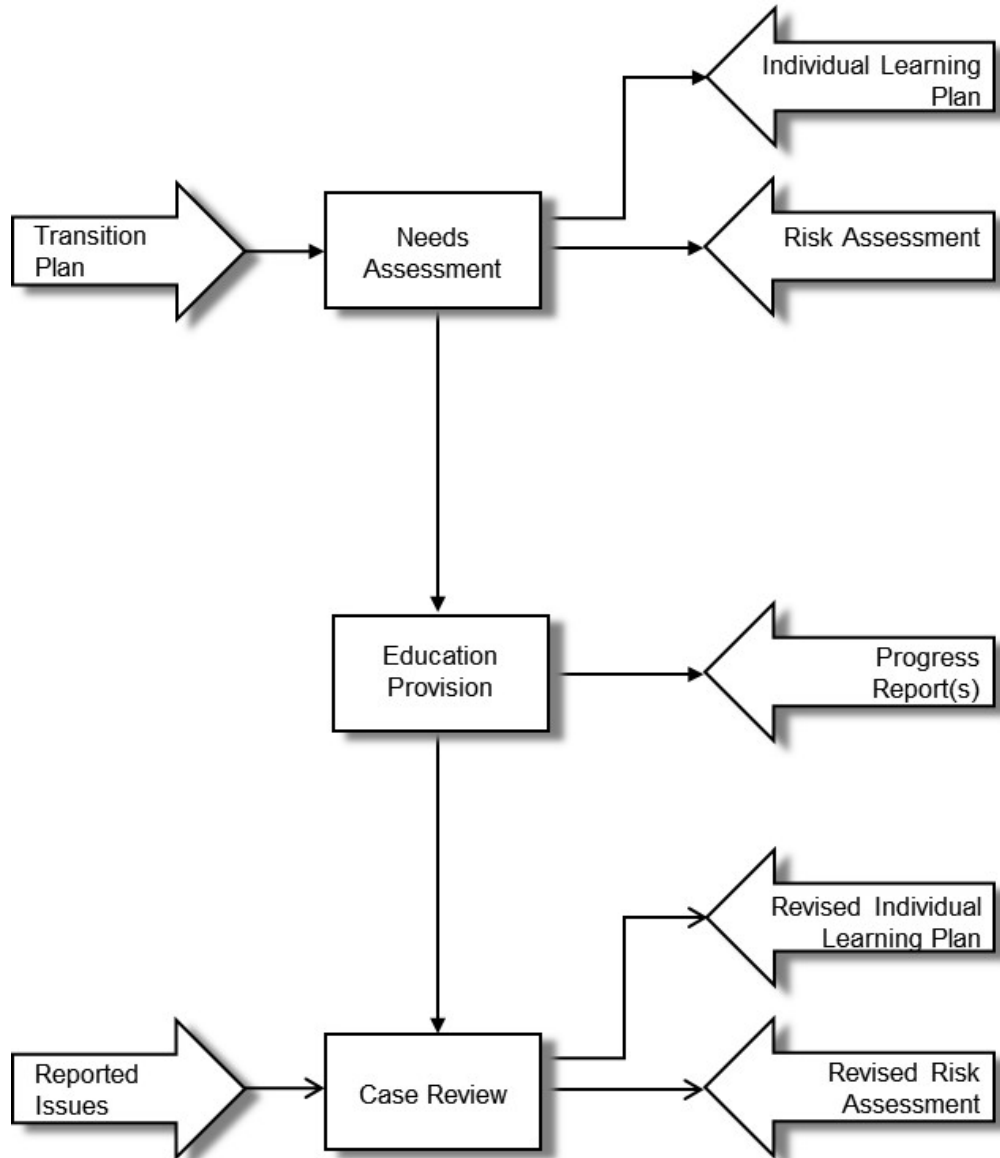 Individual Learning
Plan
Transition
Plan
Needs
Assessment
Risk Assessment
Education
Provision
Progress
Report(s)
Revised Individual
Learning Plan
Reported
Issues
Case Review
Revised Risk
Assessment